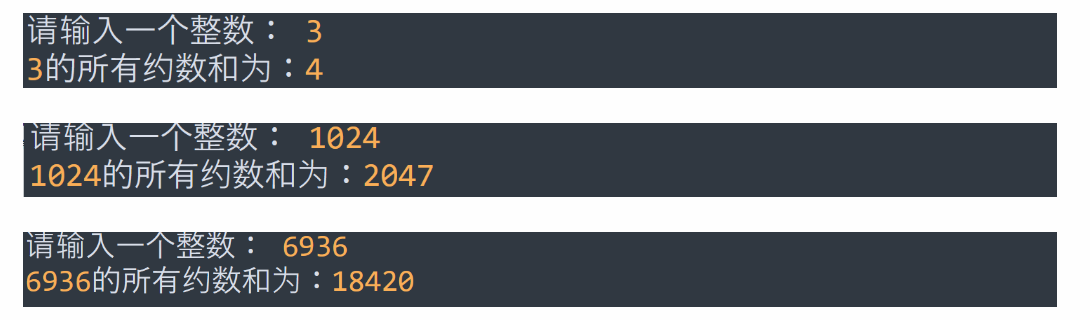 请输入一个整数： 3
3的所有约数和为：4
请输入一个整数： 1024
1024的所有约数和为：2047
请输入一个整数： 6936
6936的所有约数和为：18420